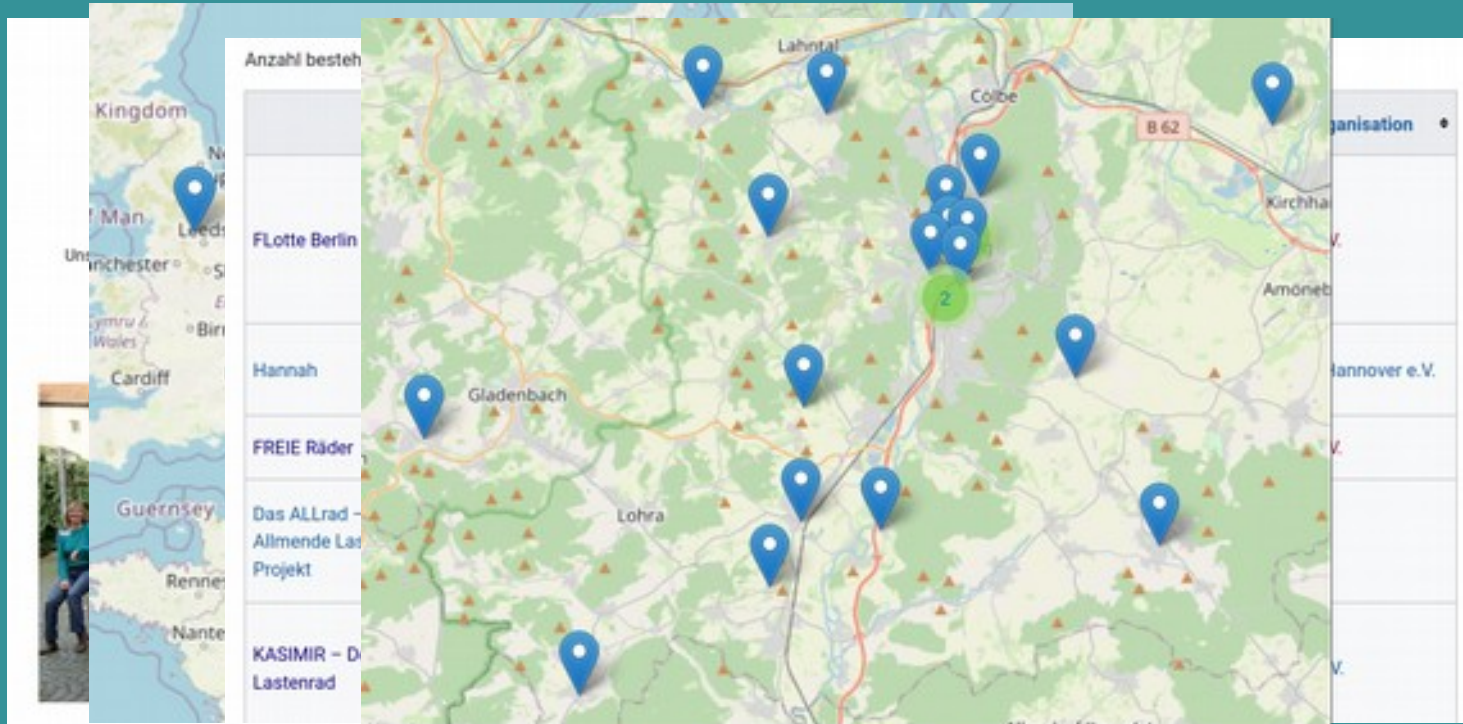 Anzahl besteh
Kingdom
Man
Leeds
nchester
Cymru /
Wales
Birr
Cardiff
Guernsey
Renne
Nante
Uns
ganisation
FLotte Berlin
V.
Hannah
Hannover e.V.
FREIE Räder
V.
Das ALLrad –
Allmende Las
Projekt
KASIMIR – D
Lastenrad
V.
Lahntal
Cölbe
B 62
Kirchha
Amöneb
2
Gladenbach
Lohra